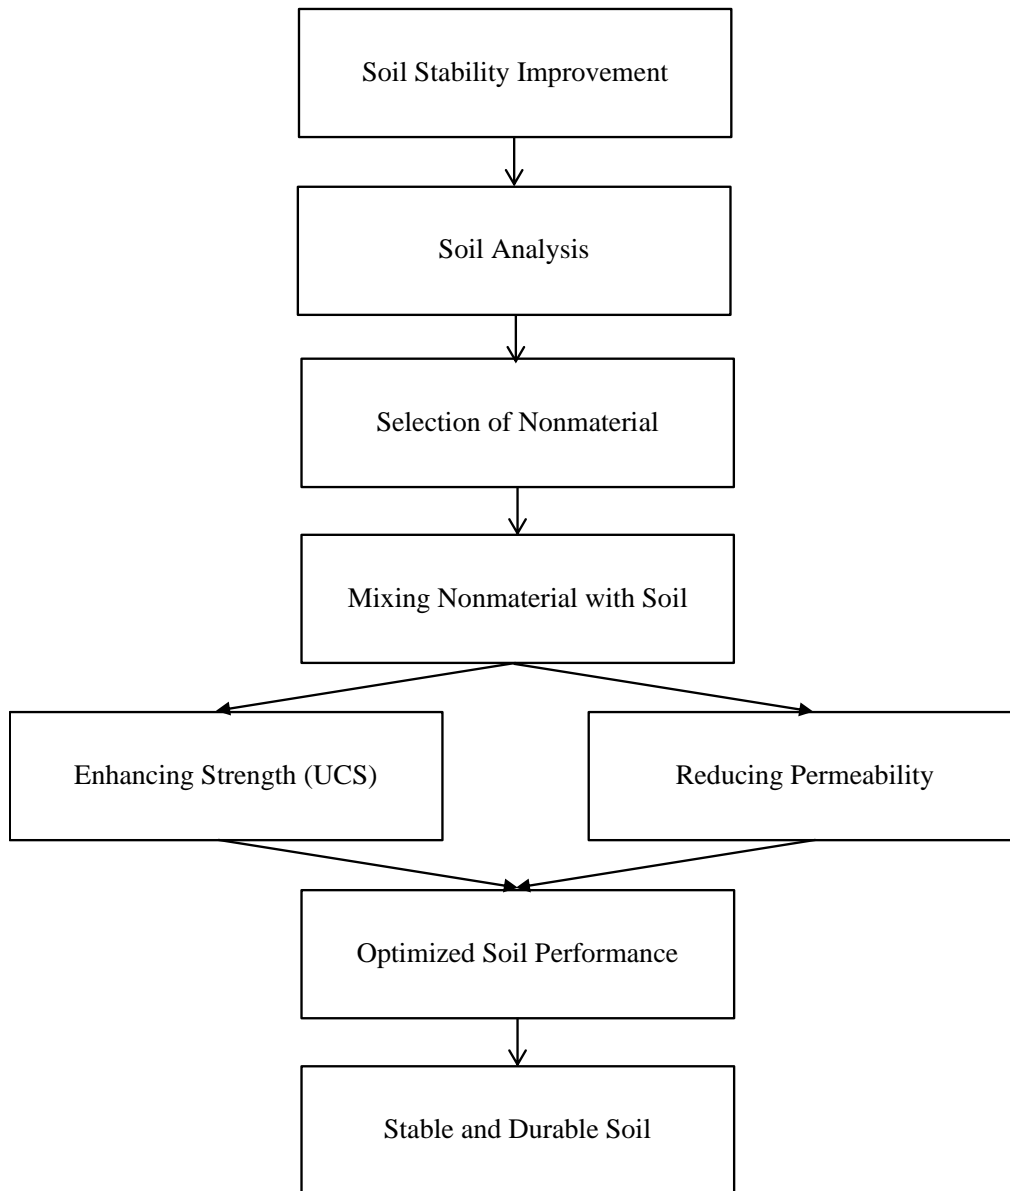 Soil Stability Improvement
Soil Analysis
Selection of Nonmaterial
Mixing Nonmaterial with Soil
Enhancing Strength (UCS)
Reducing Permeability
Optimized Soil Performance
Stable and Durable Soil